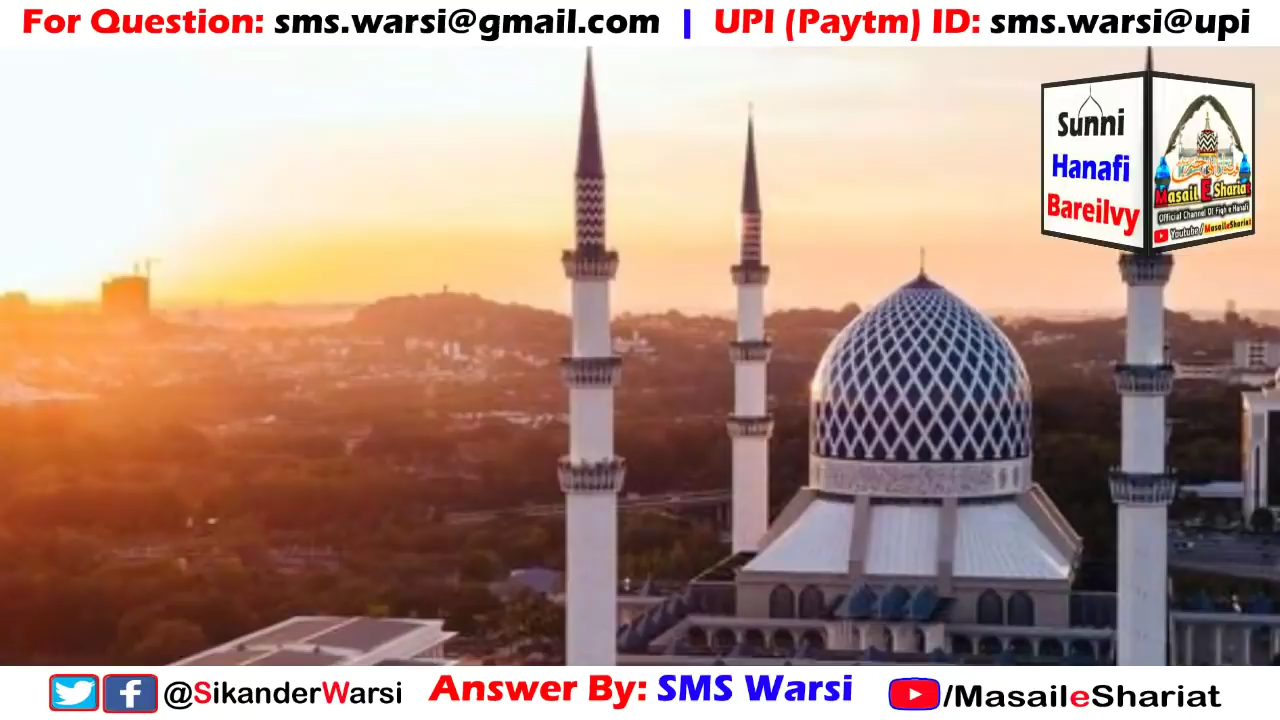 For Question: sms.warsi@gmail.com | UPI (Paytm) ID: sms.warsi@upi
Sunni
Hanafi
Bareilvy
Masail E Shariat
Official Channel Of Fiqh e Hanafi
Youtube/MasaileShariat
@SikanderWarsi
Answer By: SMS Warsi
/MasaileShariat